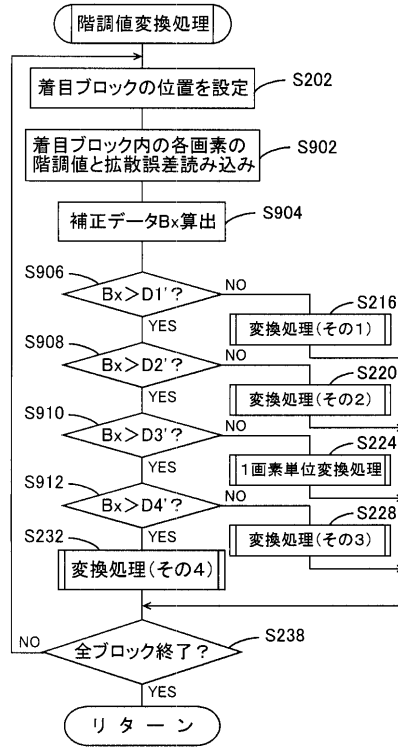 階調値変換処理
着目ブロックの位置を設定
S202
着目ブロック内の各画素の
階調値と拡散誤差読み込み
S902
補正データBx算出
S904
S906
Bx>D1'?
NO
YES
S216
変換処理(その1)
S908
Bx>D2'?
NO
YES
S220
変換処理(その2)
S910
Bx>D3'?
NO
YES
S224
1画素単位変換処理
S912
Bx>D4'?
NO
YES
S228
変換処理(その3)
S232
変換処理(その4)
S238
全ブロック終了?
NO
YES
リターン